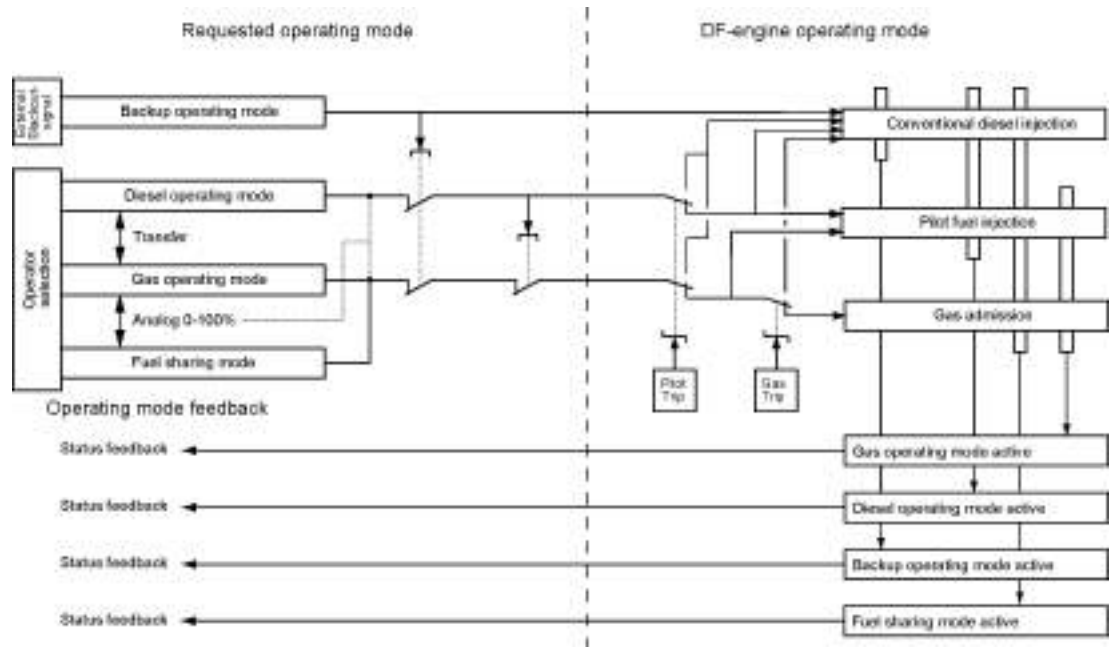 Requested operating mode
DF-engine operating mode
External
Blackout
signal
Backup operating mode
Conventional diesel injection
Operator
selection
Diesel operating mode
Pilot fuel injection
Transfer
Gas operating mode
Analog 0-100%
Gas admission
Fuel sharing mode
Pilot
Trip
Gas
Trip
Operating mode feedback
Status feedback
Gas operating mode active
Status feedback
Diesel operating mode active
Status feedback
Backup operating mode active
Status feedback
Fuel sharing mode active